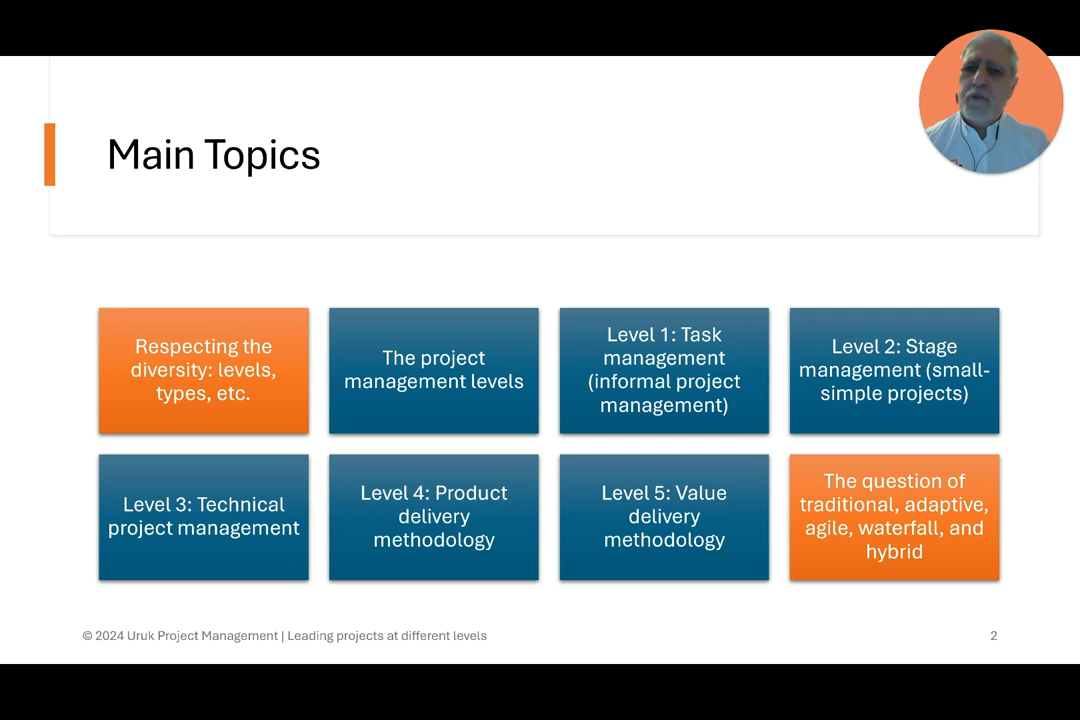 Main Topics
Respecting the
diversity: levels,
types, etc.
The project
management levels
Level 1: Task
management
(informal project
management)
Level 2: Stage
management (small-
simple projects)
Level 3: Technical
project management
Level 4: Product
delivery
methodology
Level 5: Value
delivery
methodology
The question of
traditional, adaptive,
agile, waterfall, and
hybrid
© 2024 Uruk Project Management | Leading projects at different levels
2